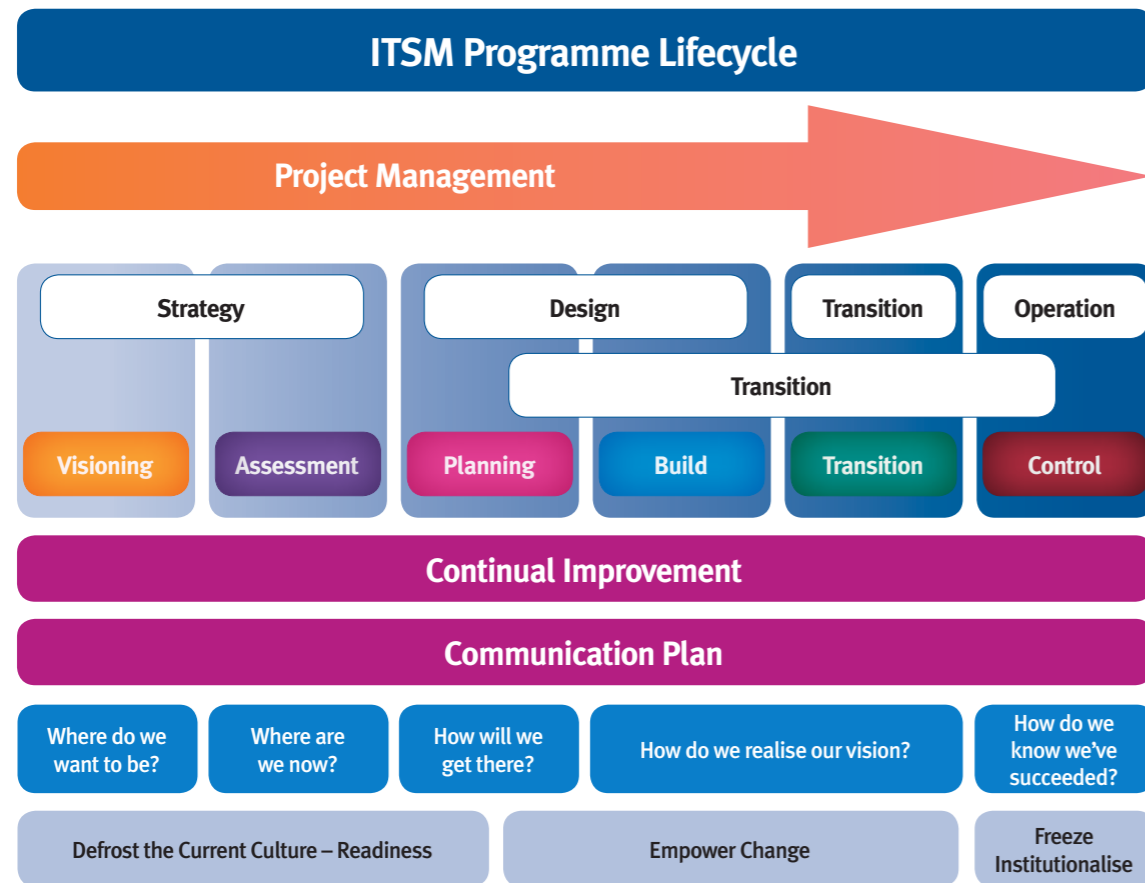 ITSM Programme Lifecycle
Project Management
Strategy
Design
Transition
Operation
Transition
Visioning
Assessment
Planning
Build
Transition
Control
Continual Improvement
Communication Plan
Where do we
want to be?
Where are
we now?
How will we
get there?
How do we realise our vision?
How do we
know we've
succeeded?
Defrost the Current Culture – Readiness
Empower Change
Freeze
Institutionalise